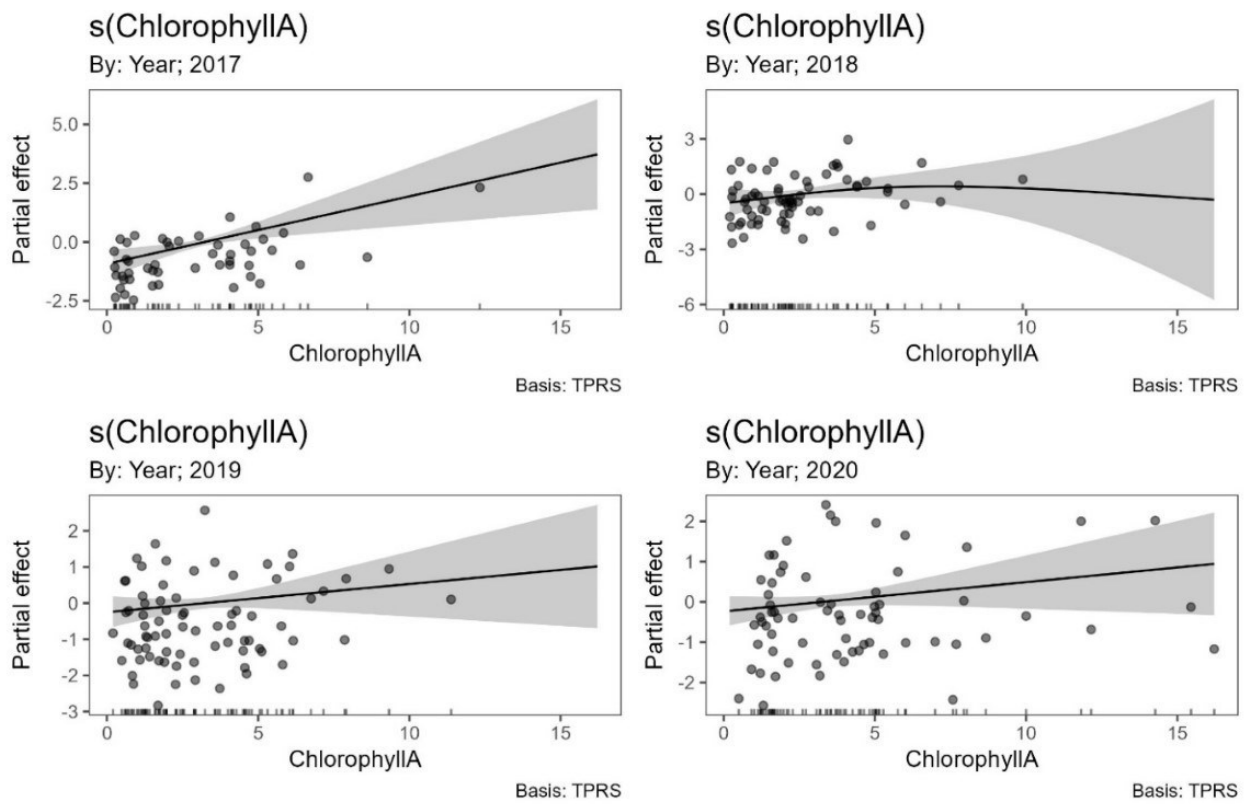 s(ChlorophyllA)
By: Year; 2017
Partial effect
5.0
2.5
0.0
-2.5
0 5 10 15
ChlorophyllA
Basis: TPRS
s(ChlorophyllA)
By: Year; 2018
Partial effect
3
0
-3
-6
0 5 10 15
ChlorophyllA
Basis: TPRS
s(ChlorophyllA)
By: Year; 2019
Partial effect
2
1
0
-1
-2
-3
0 5 10 15
ChlorophyllA
Basis: TPRS
s(ChlorophyllA)
By: Year; 2020
Partial effect
2
1
0
-1
-2
0 5 10 15
ChlorophyllA
Basis: TPRS